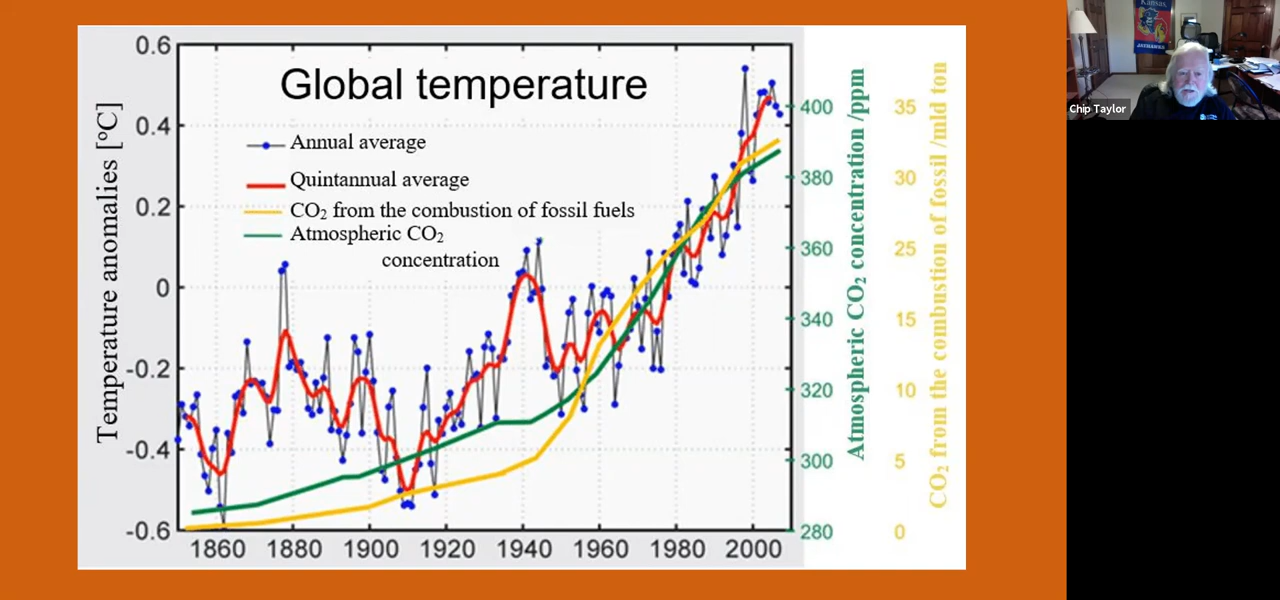 Global temperature
Annual average
Quintannual average
CO₂ from the combustion of fossil fuels
Atmospheric CO₂
concentration
Temperature anomalies [°C]
0.6
0.4
0.2
0
-0.2
-0.4
-0.6
1860 1880 1900 1920 1940 1960 1980 2000
400
380
360
340
320
300
280
Atmospheric CO₂ concentration /ppm
35
30
25
15
10
5
0
CO₂ from the combustion of fossil /mld ton
Kansas
JAYHAWKS
Chip Taylor